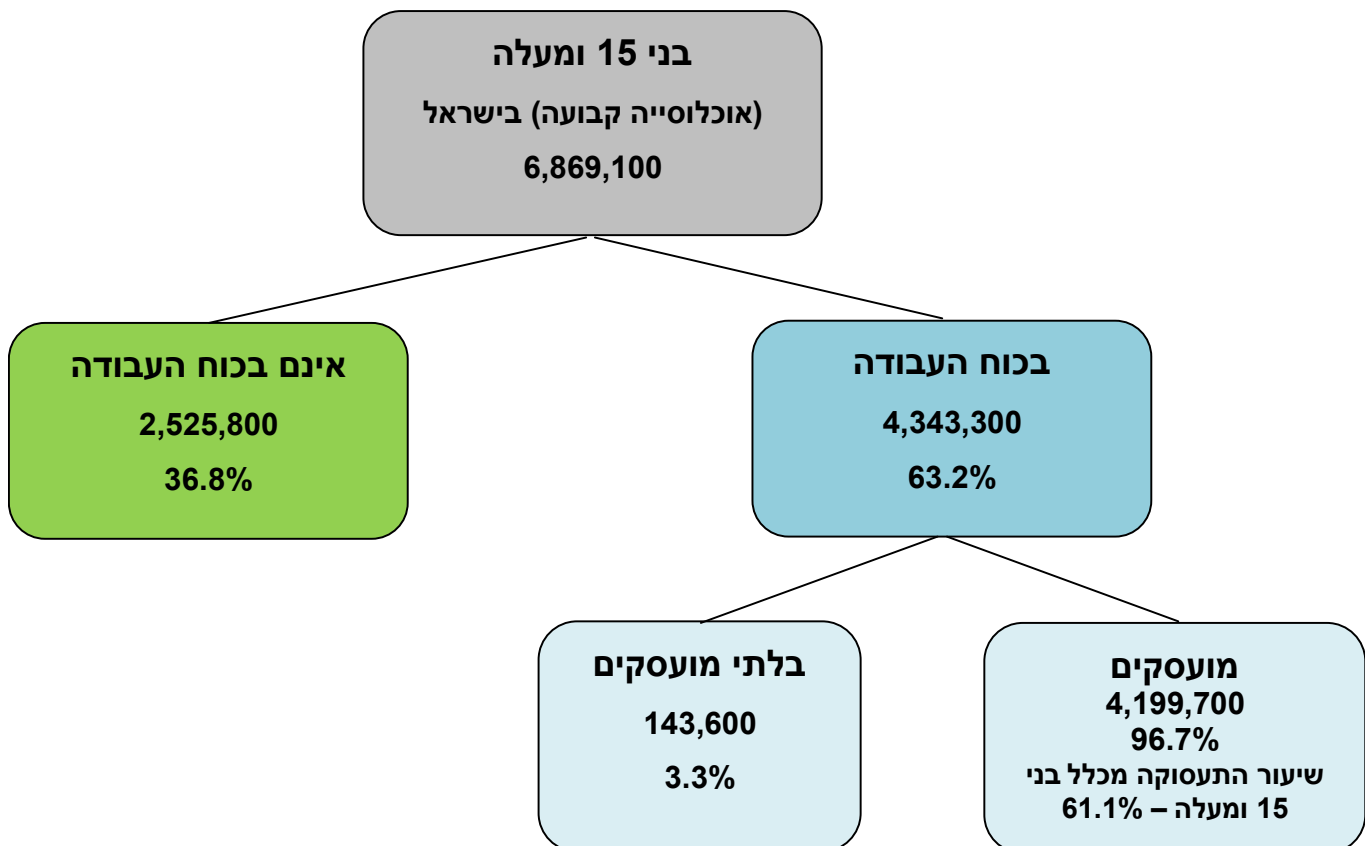 בני 15 ומעלה
(אוכלוסייה קבועה) בישראל
6,869,100
בכוח העבודה
4,343,300
63.2%
אינם בכוח העבודה
2,525,800
36.8%
מועסקים
4,199,700
96.7%
שיעור התעסוקה מכלל בני
15 ומעלה – 61.1%
בלתי מועסקים
143,600
3.3%